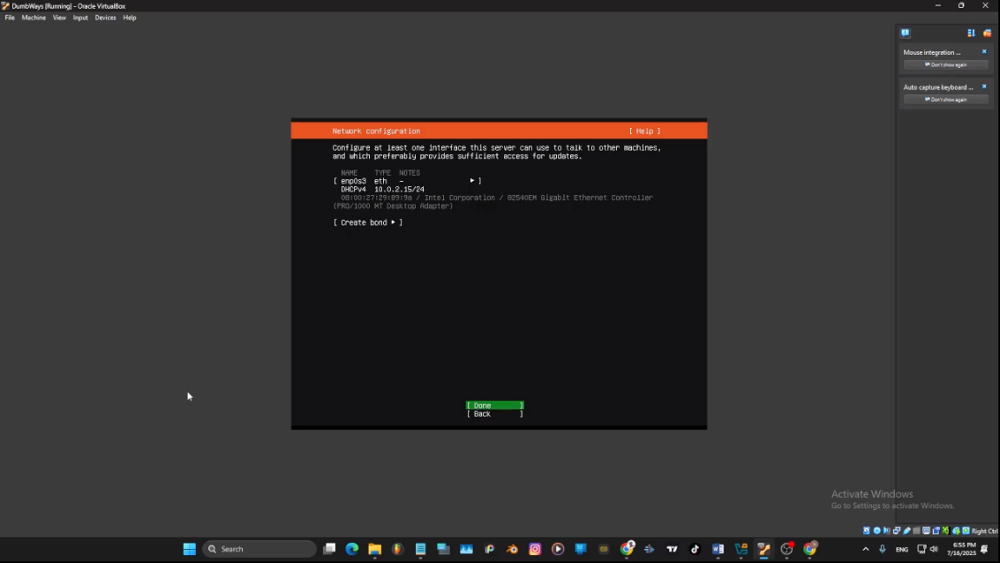 DumbWays [Running] - Oracle VirtualBox
File Machine View Input Devices Help
Mouse integration ...
Don't show again
Auto capture keyboard ...
Don't show again
Network configuration [ Help ]
Configure at least one interface this server can use to talk to other machines,
and which preferably provides sufficient access for updates.
NAME TYPE NOTES
[ enp0s3 eth - ▸ ]
DHCPv4 10.0.2.15/24
08:00:27:29:89:9a / Intel Corporation / 82540EM Gigabit Ethernet Controller
(PRO/1000 MT Desktop Adapter)
[ Create bond ▸ ]
[ Done ]
[ Back ]
Activate Windows
Go to Settings to activate Windows.
Right Ctrl
Search
ENG
6:55 PM
7/16/2025